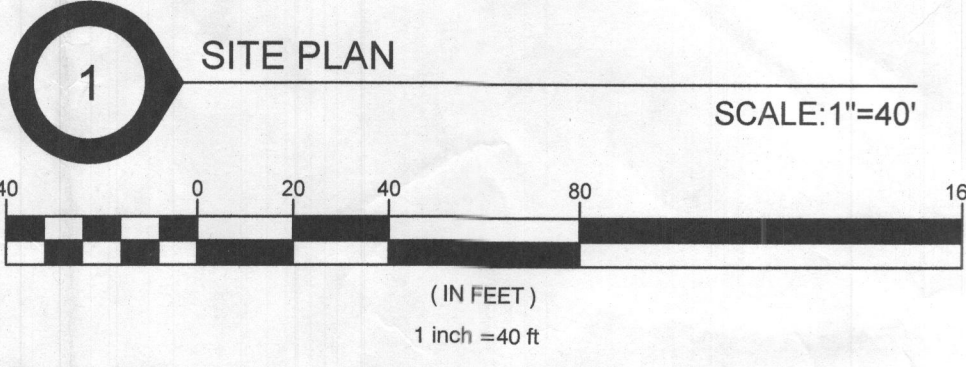 1
SITE PLAN
SCALE:1"=40'
40 0 20 40 80 16
( IN FEET )
1 inch =40 ft